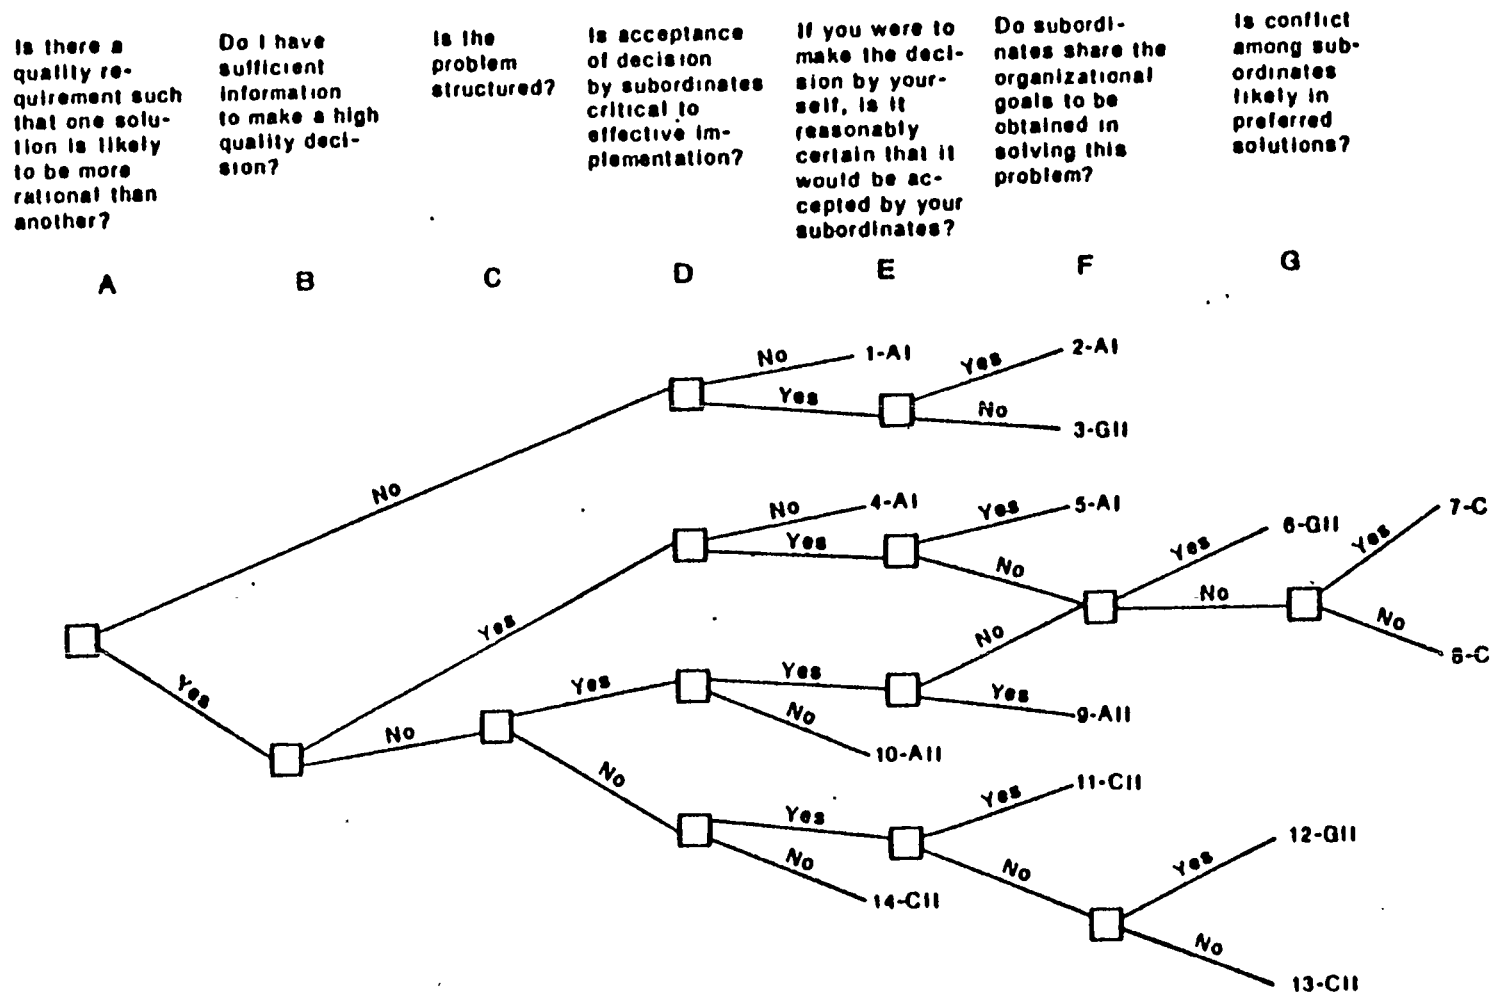 Is there a
quality re-
quirement such
that one solu-
tion is likely
to be more
rational than
another?
Do I have
sufficient
information
to make a high
quality deci-
sion?
Is the
problem
structured?
Is acceptance
of decision
by subordinates
critical to
effective im-
plementation?
If you were to
make the deci-
sion by your-
self, is it
reasonably
certain that it
would be ac-
cepted by your
subordinates?
Do subordi-
nates share the
organizational
goals to be
obtained in
solving this
problem?
Is conflict
among sub-
ordinates
likely in
preferred
solutions?
A B C D E F G
No 1-AI Yes 2-AI
Yes No 3-GII
No
No 4-AI Yes 5-AI
Yes No Yes 6-GII Yes 7-C
Yes No No 8-C
Yes Yes Yes No Yes 9-AII
No No 10-AII
No Yes Yes 11-CII
No 14-CII No Yes 12-GII
No 13-CII